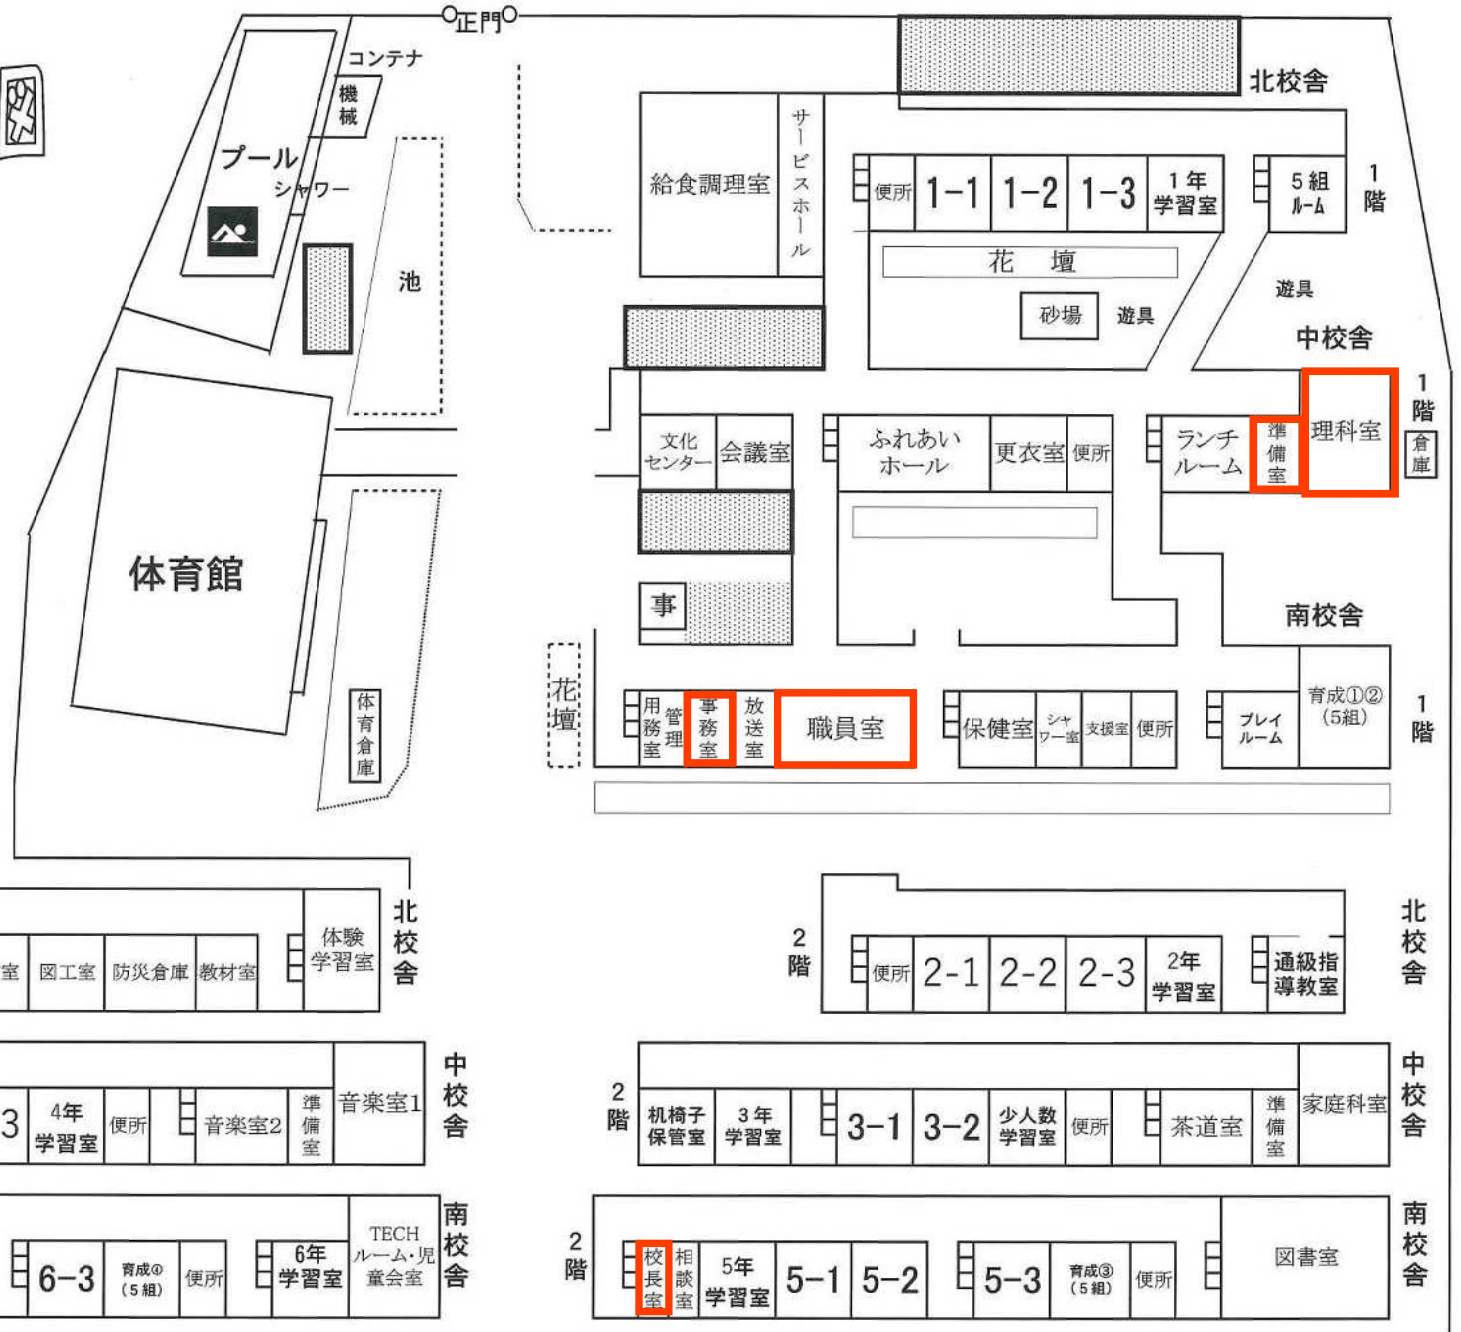 正門
北校舎
コンテナ
機械
プール
シャワー
池
給食調理室
サービスホール
便所
1-1
1-2
1-3
1年
学習室
5組
ルーム
1階
花壇
砂場
遊具
遊具
中校舎
文化
センター
会議室
ふれあい
ホール
更衣室
便所
ランチ
ルーム
準備室
理科室
1階
倉庫
体育館
事
南校舎
花壇
体育倉庫
用務室
管理
事務室
放送室
職員室
保健室
シャ
ワー室
支援室
便所
プレイ
ルーム
育成①②
(5組)
1階
室
図工室
防災倉庫
教材室
体験
学習室
北校舎
2階
便所
2-1
2-2
2-3
2年
学習室
通級指
導教室
北校舎
3
4年
学習室
便所
音楽室2
準備室
音楽室1
中校舎
2階
机椅子
保管室
3年
学習室
3-1
3-2
少人数
学習室
便所
茶道室
準備室
家庭科室
中校舎
6-3
育成④
(5組)
便所
6年
学習室
TECH
ルーム・児
童会室
南校舎
2階
校長室
相談室
5年
学習室
5-1
5-2
5-3
育成③
(5組)
便所
図書室
南校舎